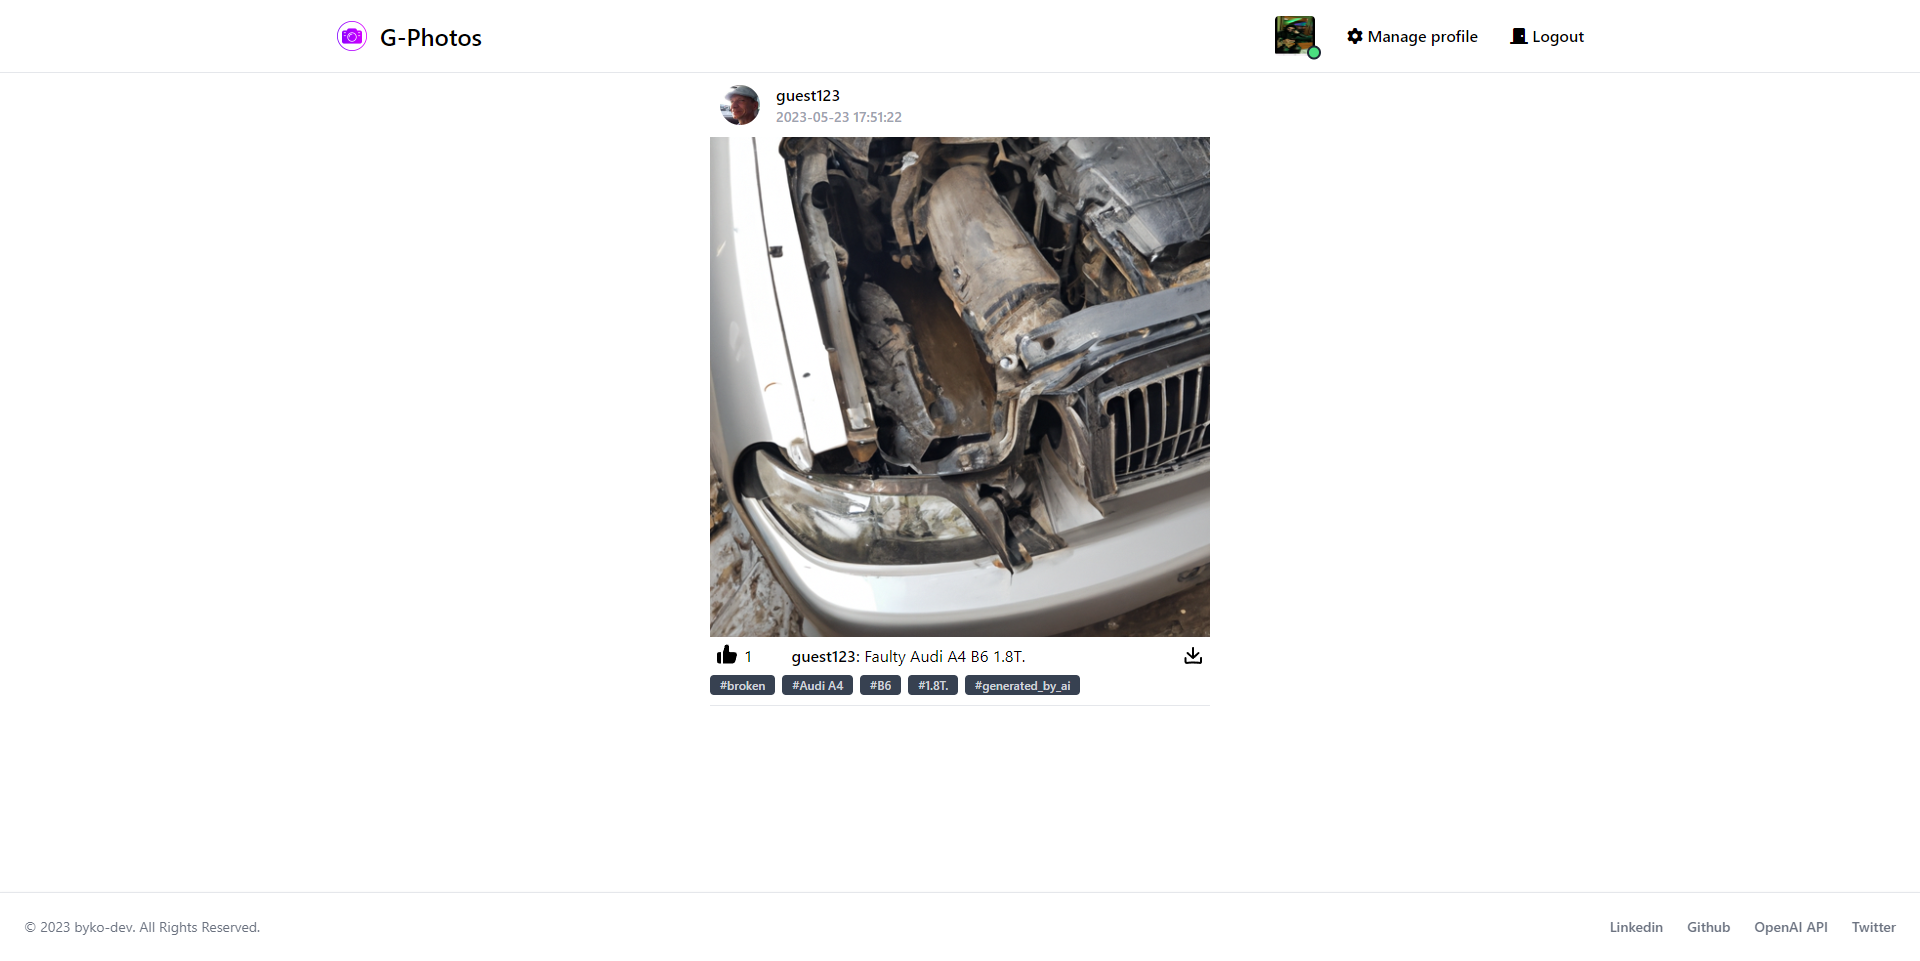 G-Photos
Manage profile
Logout
guest123
2023-05-23 17:51:22
1
guest123: Faulty Audi A4 B6 1.8T.
#broken #Audi A4 #B6 #1.8T. #generated_by_ai
© 2023 byko-dev. All Rights Reserved.
Linkedin Github OpenAI API Twitter